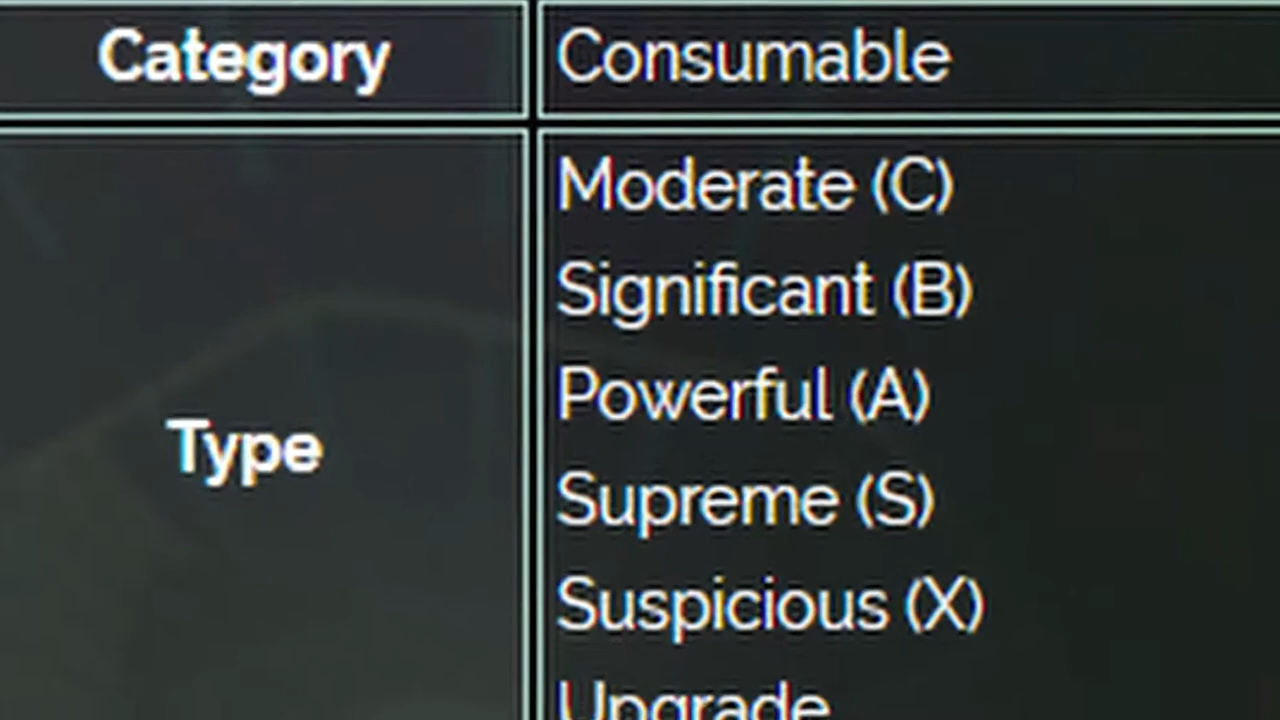 Category Consumable
Moderate (C)
Significant (B)
Powerful (A)
Type
Supreme (S)
Suspicious (X)
Upgrade